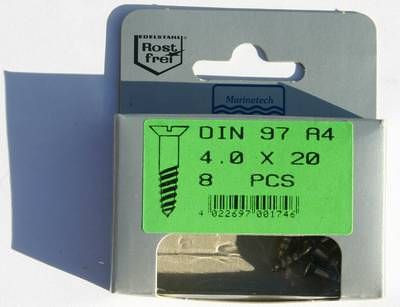 EDELSTAHL
Rost
frei
Marinetech
DIN 97 A4
4.0 X 20
8 PCS
4 022697 001746